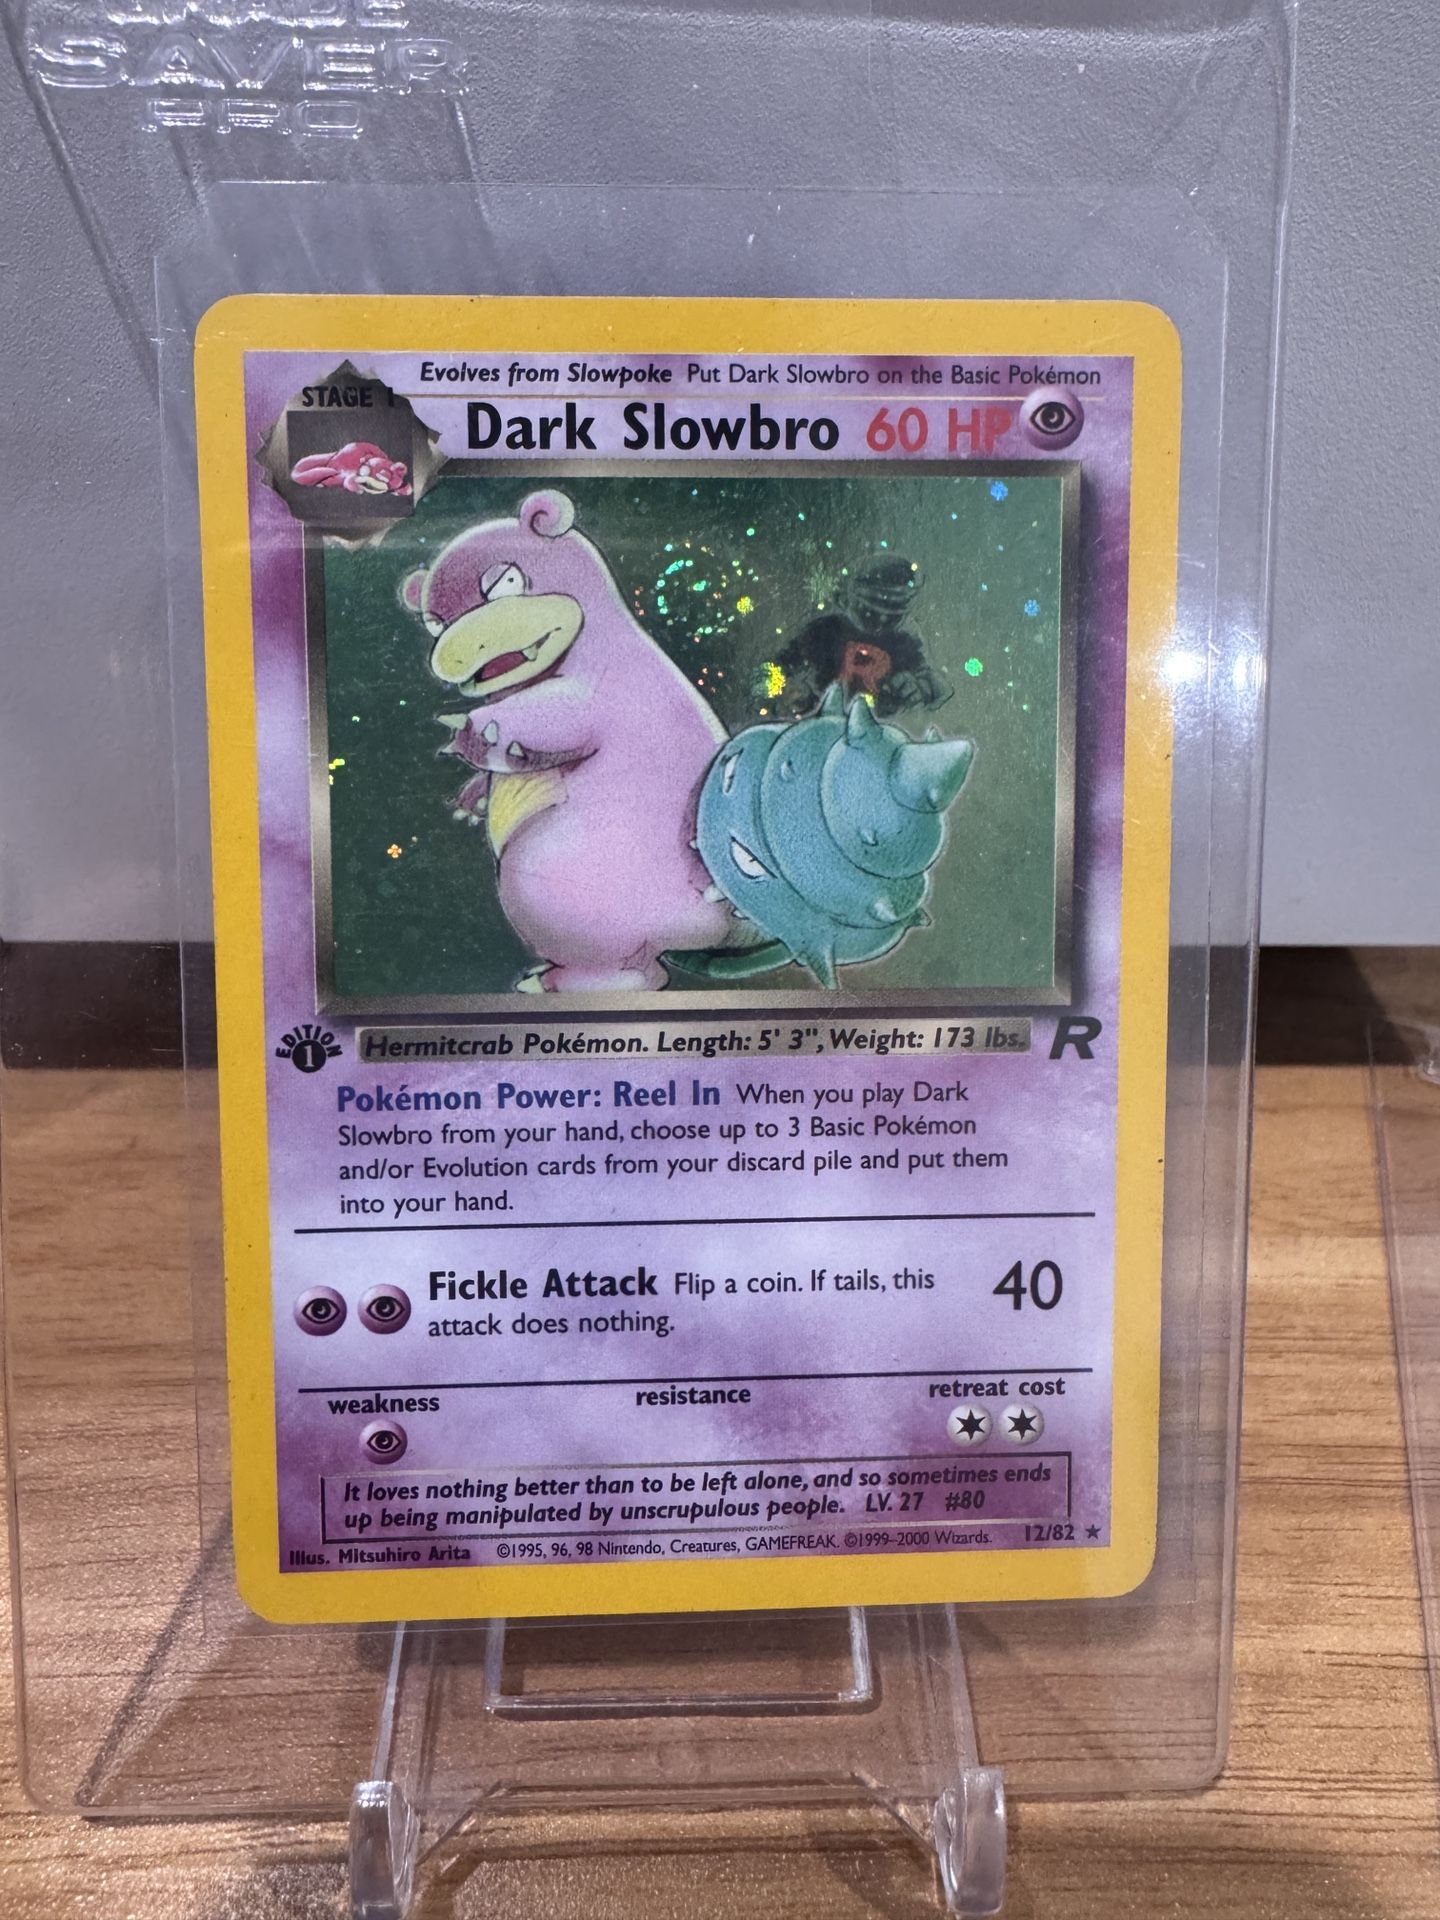 SAVER
PRO
Evolves from Slowpoke Put Dark Slowbro on the Basic Pokémon
STAGE 1
Dark Slowbro 60 HP
R
EDITION
1
Hermitcrab Pokémon. Length: 5' 3", Weight: 173 lbs.
R
Pokémon Power: Reel In When you play Dark
Slowbro from your hand, choose up to 3 Basic Pokémon
and/or Evolution cards from your discard pile and put them
into your hand.
Fickle Attack Flip a coin. If tails, this 40
attack does nothing.
weakness resistance retreat cost
It loves nothing better than to be left alone, and so sometimes ends
up being manipulated by unscrupulous people. LV. 27 #80
Illus. Mitsuhiro Arita ©1995, 96, 98 Nintendo, Creatures, GAMEFREAK. ©1999-2000 Wizards. 12/82 ★